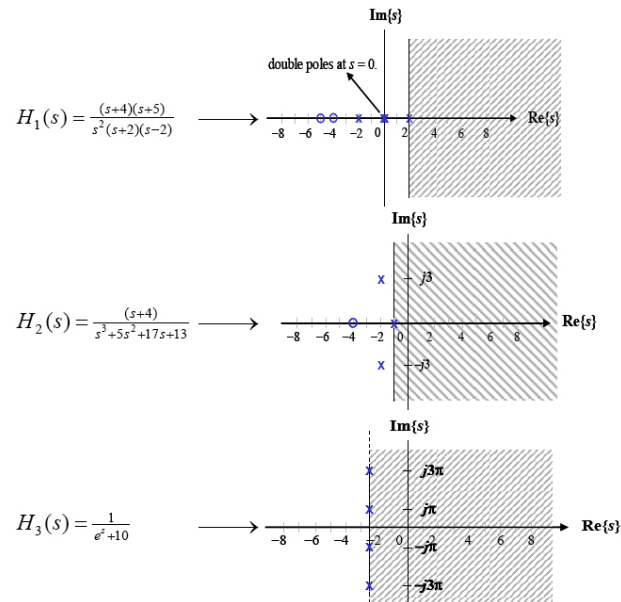 Im{s}
double poles at s = 0.
H₁(s) = (s+4)(s+5) / s²(s+2)(s−2)
Re{s}
−8 −6 −4 −2 0 2 4 6 8
Im{s}
j3
H₂(s) = (s+4) / s³+5s²+17s+13
Re{s}
−8 −6 −4 −2 0 2 4 6 8
−j3
Im{s}
j3π
jπ
H₃(s) = 1 / eˢ+10
Re{s}
−8 −6 −4 −2 0 2 4 6 8
−jπ
−j3π